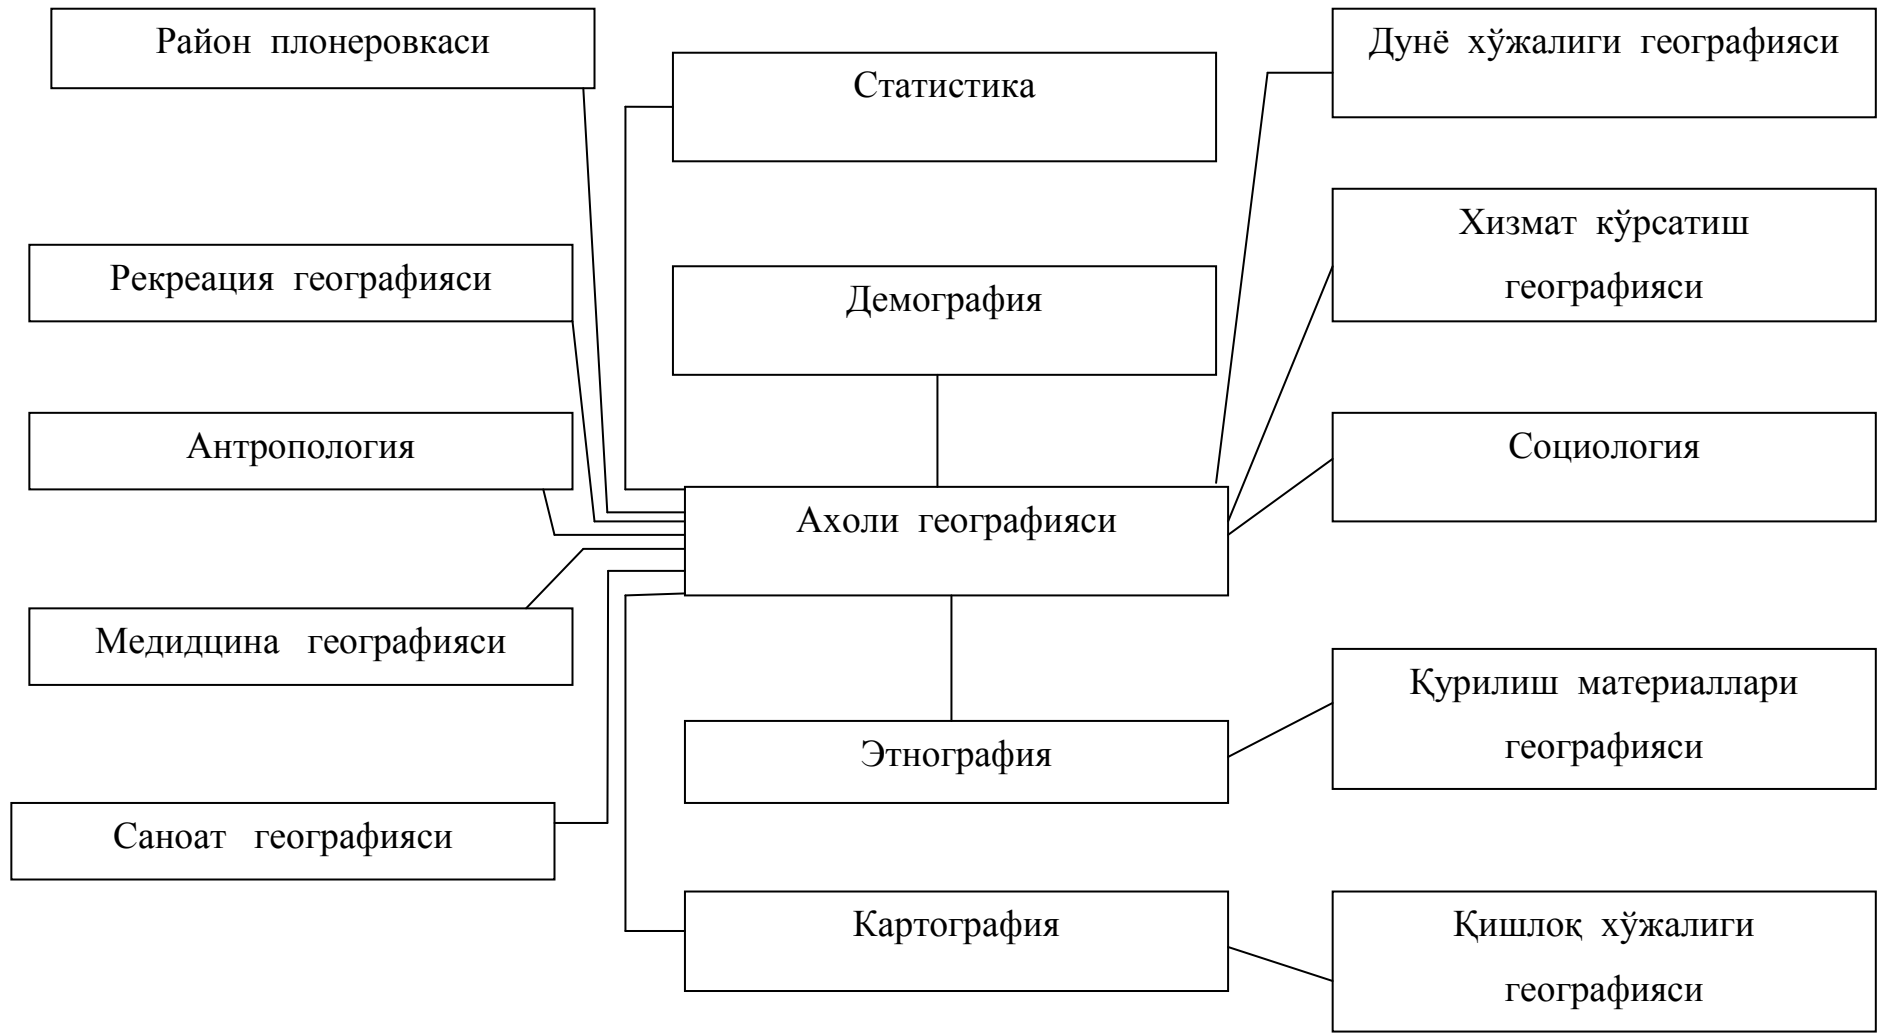 Район плонеровкаси
Статистика
Дунё хўжалиги географияси
Хизмат кўрсатиш
географияси
Рекреация географияси
Демография
Антропология
Социология
Ахоли географияси
Медидцина географияси
Қурилиш материаллари
географияси
Этнография
Саноат географияси
Картография
Қишлоқ хўжалиги
географияси